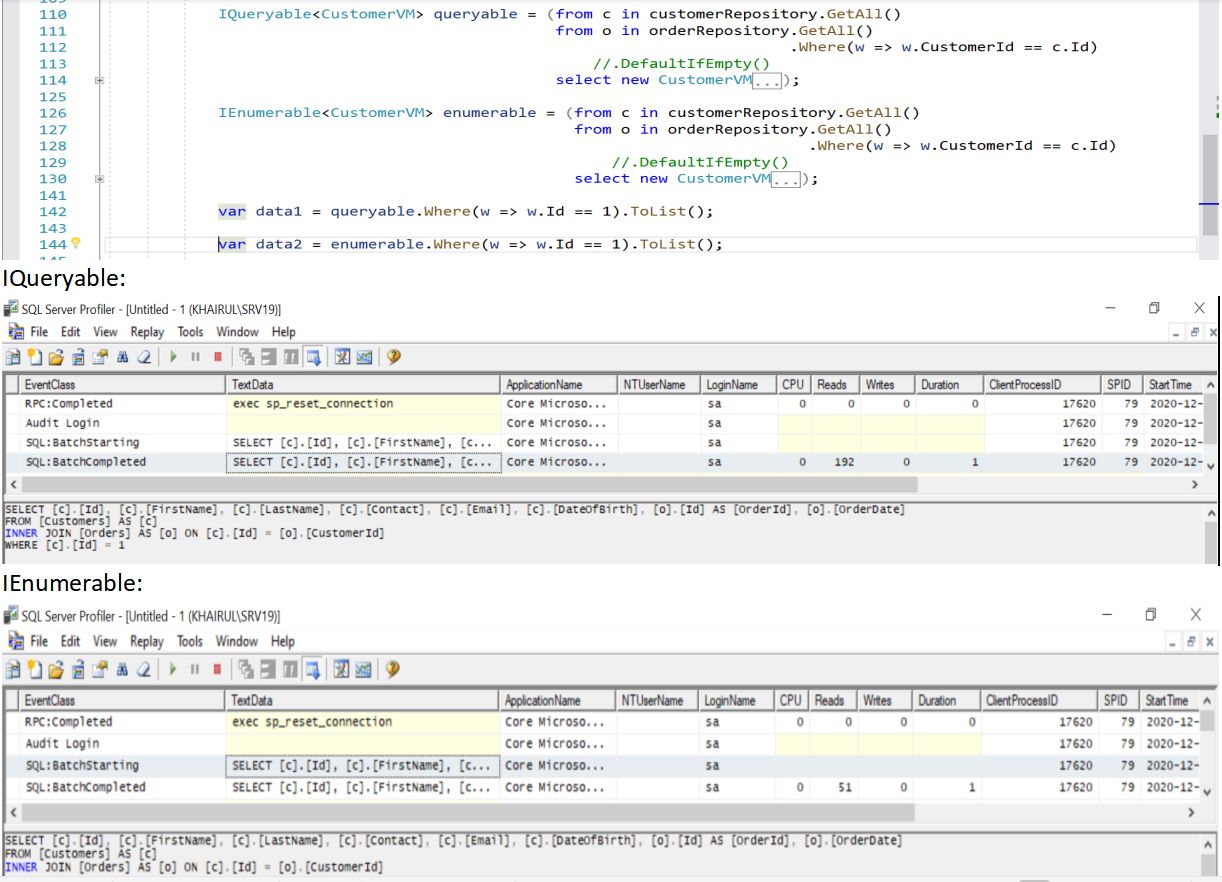 110 IQueryable<CustomerVM> queryable = (from c in customerRepository.GetAll()
111 from o in orderRepository.GetAll()
112 .Where(w => w.CustomerId == c.Id)
113 //.DefaultIfEmpty()
114 select new CustomerVM...);
125
126 IEnumerable<CustomerVM> enumerable = (from c in customerRepository.GetAll()
127 from o in orderRepository.GetAll()
128 .Where(w => w.CustomerId == c.Id)
129 //.DefaultIfEmpty()
130 select new CustomerVM...);
141
142 var data1 = queryable.Where(w => w.Id == 1).ToList();
143
144 var data2 = enumerable.Where(w => w.Id == 1).ToList();
IQueryable:
SQL Server Profiler - [Untitled - 1 (KHAIRUL\SRV19)]
File Edit View Replay Tools Window Help
EventClass TextData ApplicationName NTUserName LoginName CPU Reads Writes Duration ClientProcessID SPID StartTime
RPC:Completed exec sp_reset_connection Core Microso... sa 0 0 0 0 17620 79 2020-12-
Audit Login Core Microso... sa 17620 79 2020-12-
SQL:BatchStarting SELECT [c].[Id], [c].[FirstName], [c... Core Microso... sa 17620 79 2020-12-
SQL:BatchCompleted SELECT [c].[Id], [c].[FirstName], [c... Core Microso... sa 0 192 0 1 17620 79 2020-12-
SELECT [c].[Id], [c].[FirstName], [c].[LastName], [c].[Contact], [c].[Email], [c].[DateOfBirth], [o].[Id] AS [OrderId], [o].[OrderDate]
FROM [Customers] AS [c]
INNER JOIN [Orders] AS [o] ON [c].[Id] = [o].[CustomerId]
WHERE [c].[Id] = 1
IEnumerable:
SQL Server Profiler - [Untitled - 1 (KHAIRUL\SRV19)]
File Edit View Replay Tools Window Help
EventClass TextData ApplicationName NTUserName LoginName CPU Reads Writes Duration ClientProcessID SPID StartTime
RPC:Completed exec sp_reset_connection Core Microso... sa 0 0 0 0 17620 79 2020-12-
Audit Login Core Microso... sa 17620 79 2020-12-
SQL:BatchStarting SELECT [c].[Id], [c].[FirstName], [c... Core Microso... sa 17620 79 2020-12-
SQL:BatchCompleted SELECT [c].[Id], [c].[FirstName], [c... Core Microso... sa 0 51 0 1 17620 79 2020-12-
SELECT [c].[Id], [c].[FirstName], [c].[LastName], [c].[Contact], [c].[Email], [c].[DateOfBirth], [o].[Id] AS [OrderId], [o].[OrderDate]
FROM [Customers] AS [c]
INNER JOIN [Orders] AS [o] ON [c].[Id] = [o].[CustomerId]